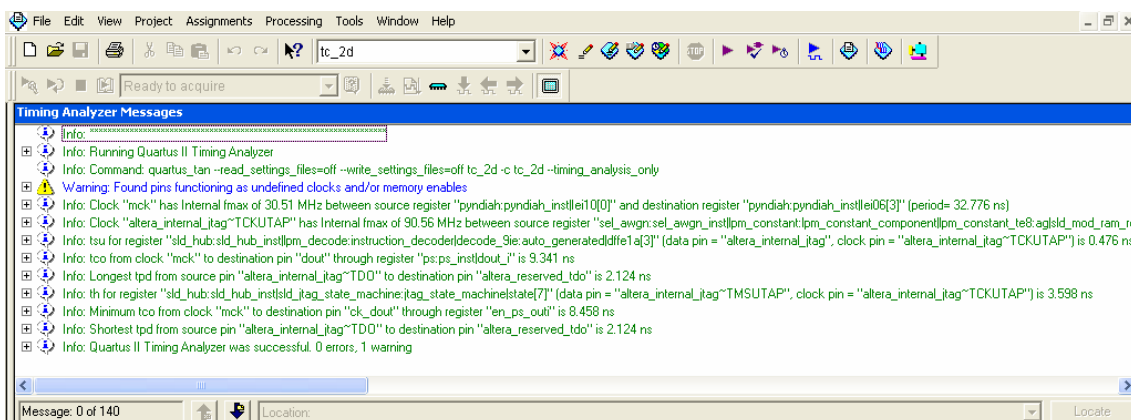 File Edit View Project Assignments Processing Tools Window Help
tc_2d
STOP
Ready to acquire
Timing Analyzer Messages
Info: *******************************************************************
Info: Running Quartus II Timing Analyzer
Info: Command: quartus_tan --read_settings_files=off --write_settings_files=off tc_2d -c tc_2d --timing_analysis_only
Warning: Found pins functioning as undefined clocks and/or memory enables
Info: Clock "mck" has Internal fmax of 30.51 MHz between source register "pyndiah:pyndiah_inst|lei10[0]" and destination register "pyndiah:pyndiah_inst|lei06[3]" (period= 32.776 ns)
Info: Clock "altera_internal_jtag~TCKUTAP" has Internal fmax of 90.56 MHz between source register "sel_awgn:sel_awgn_inst|lpm_constant:lpm_constant_component|lpm_constant_te8:ag|sld_mod_ram_r
Info: tsu for register "sld_hub:sld_hub_inst|lpm_decode:instruction_decoder|decode_9ie:auto_generated|dffe1a[3]" (data pin = "altera_internal_jtag", clock pin = "altera_internal_jtag~TCKUTAP") is 0.476 ns
Info: tco from clock "mck" to destination pin "dout" through register "ps:ps_inst|dout_i" is 9.341 ns
Info: Longest tpd from source pin "altera_internal_jtag~TDO" to destination pin "altera_reserved_tdo" is 2.124 ns
Info: th for register "sld_hub:sld_hub_inst|sld_jtag_state_machine:jtag_state_machine|state[7]" (data pin = "altera_internal_jtag~TMSUTAP", clock pin = "altera_internal_jtag~TCKUTAP") is 3.598 ns
Info: Minimum tco from clock "mck" to destination pin "ck_dout" through register "en_ps_outi" is 8.458 ns
Info: Shortest tpd from source pin "altera_internal_jtag~TDO" to destination pin "altera_reserved_tdo" is 2.124 ns
Info: Quartus II Timing Analyzer was successful. 0 errors, 1 warning
Message: 0 of 140
Location:
Locate